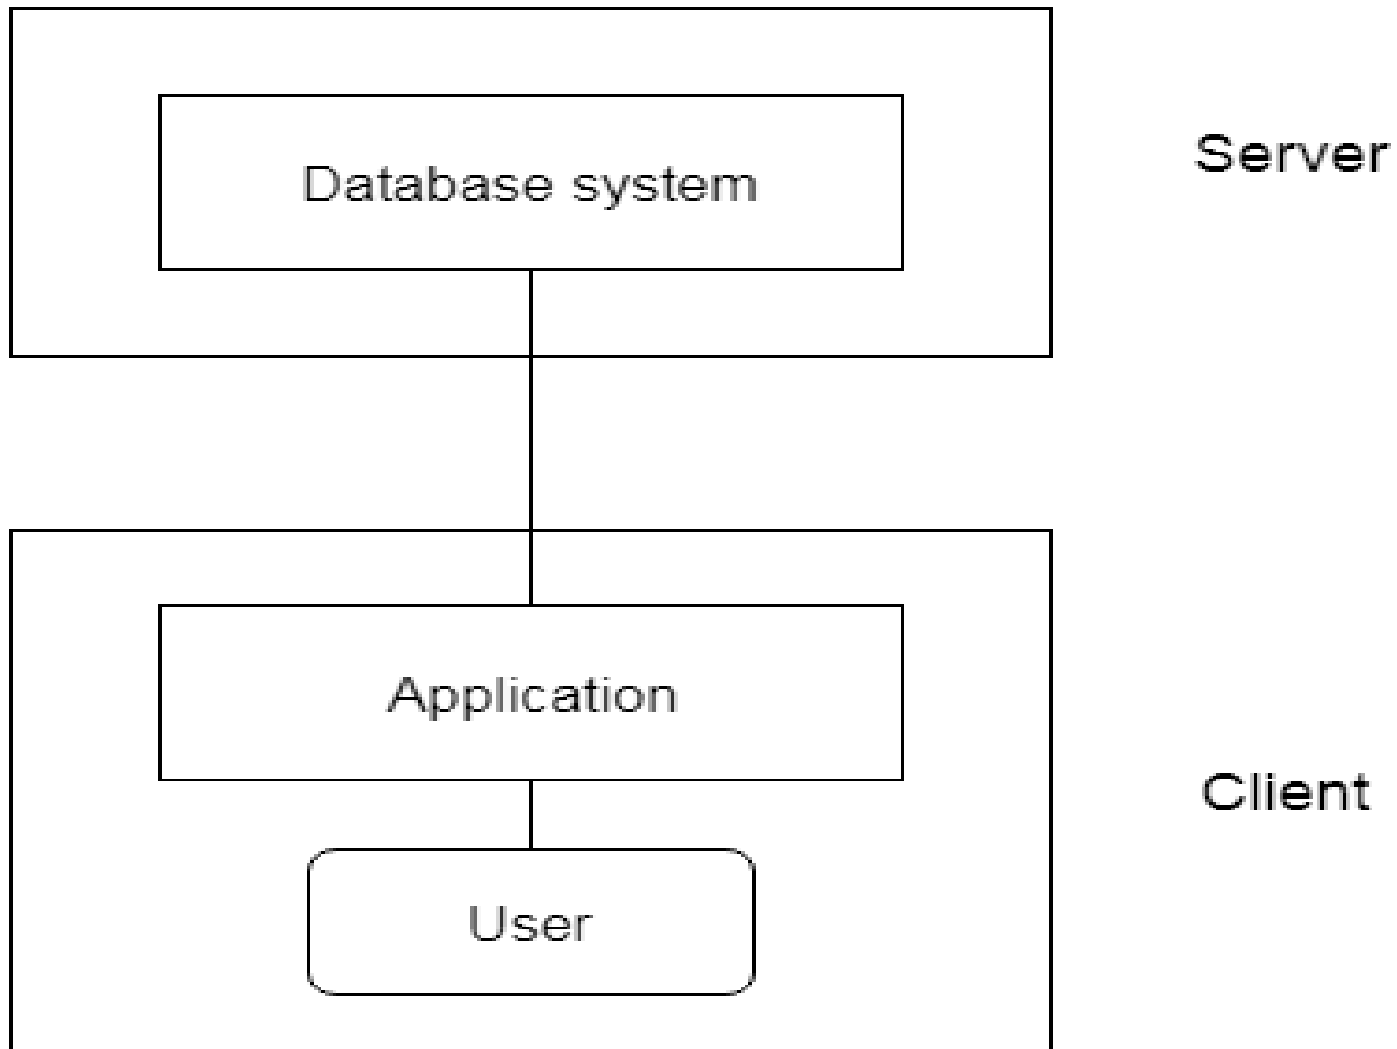 Database system
Server
Application
Client
User